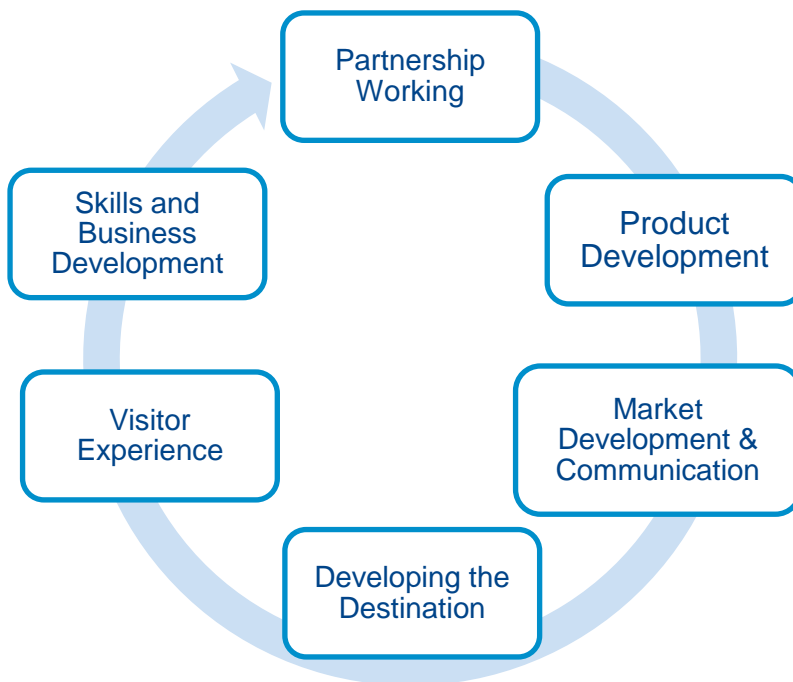 Partnership
Working
Product
Development
Market
Development &
Communication
Developing the
Destination
Visitor
Experience
Skills and
Business
Development